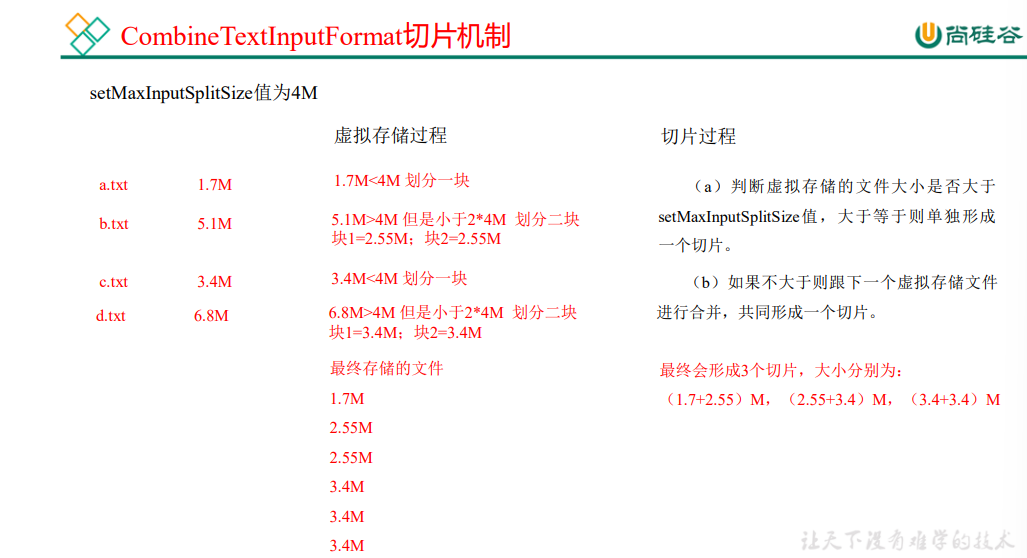 CombineTextInputFormat切片机制
尚硅谷
setMaxInputSplitSize值为4M
虚拟存储过程
切片过程
a.txt 1.7M 1.7M<4M 划分一块
b.txt 5.1M 5.1M>4M 但是小于2*4M 划分二块
块1=2.55M；块2=2.55M
c.txt 3.4M 3.4M<4M 划分一块
d.txt 6.8M 6.8M>4M 但是小于2*4M 划分二块
块1=3.4M；块2=3.4M
最终存储的文件
1.7M
2.55M
2.55M
3.4M
3.4M
3.4M
（a）判断虚拟存储的文件大小是否大于
setMaxInputSplitSize值，大于等于则单独形成
一个切片。
（b）如果不大于则跟下一个虚拟存储文件
进行合并，共同形成一个切片。
最终会形成3个切片，大小分别为：
（1.7+2.55）M，（2.55+3.4）M，（3.4+3.4）M
让天下没有难学的技术